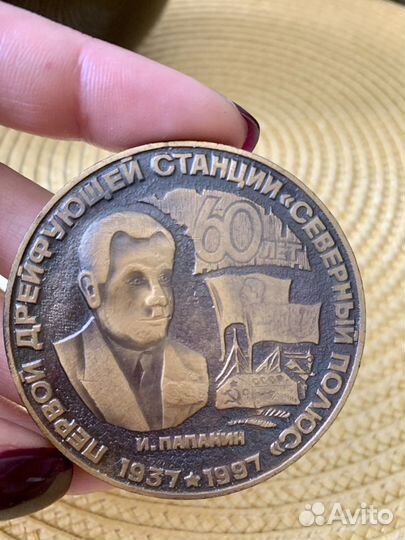 ПЕРВОЙ ДРЕЙФУЮЩЕЙ СТАНЦИИ «СЕВЕРНЫЙ ПОЛЮС»
60
ЛЕТ
СССР
И. ПАПАНИН
1937 ★ 1997
Avito